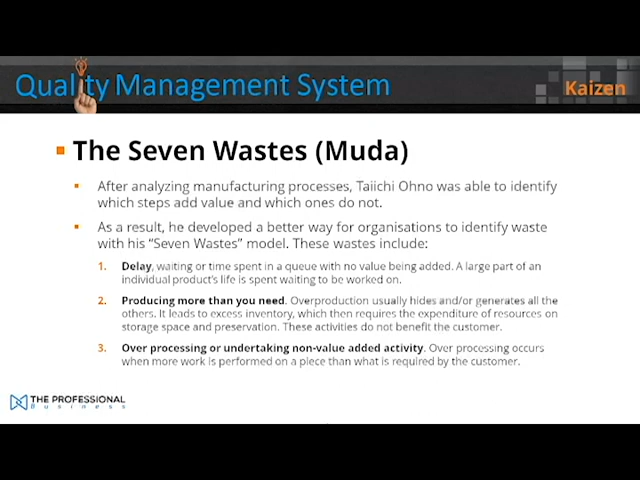 Quality Management System
Kaizen
The Seven Wastes (Muda)
After analyzing manufacturing processes, Taiichi Ohno was able to identify
which steps add value and which ones do not.
As a result, he developed a better way for organisations to identify waste
with his “Seven Wastes” model. These wastes include:
1. Delay, waiting or time spent in a queue with no value being added. A large part of an
individual product's life is spent waiting to be worked on.
2. Producing more than you need. Overproduction usually hides and/or generates all the
others. It leads to excess inventory, which then requires the expenditure of resources on
storage space and preservation. These activities do not benefit the customer.
3. Over processing or undertaking non-value added activity. Over processing occurs
when more work is performed on a piece than what is required by the customer.
THE PROFESSIONAL
Business